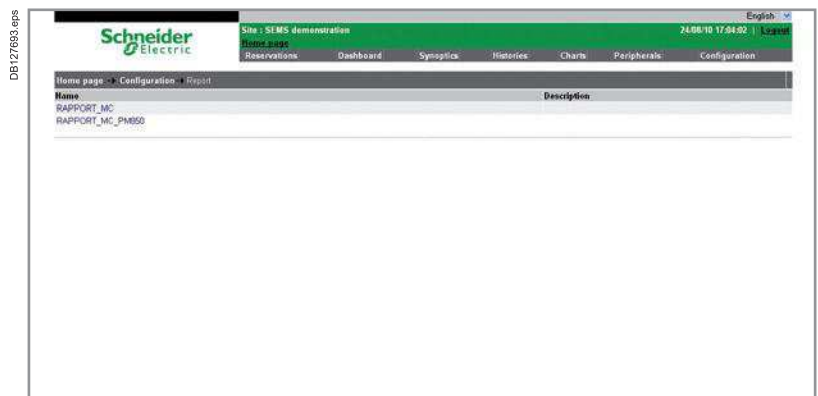 DB127693.eps
English
Schneider
Electric
Site : SEMS demonstration
24/08/10 17:04:02 | Logout
Home page
Reservations Dashboard Synoptics Histories Charts Peripherals Configuration
Home page Configuration Report
Name Description
RAPPORT_MC
RAPPORT_MC_PM850